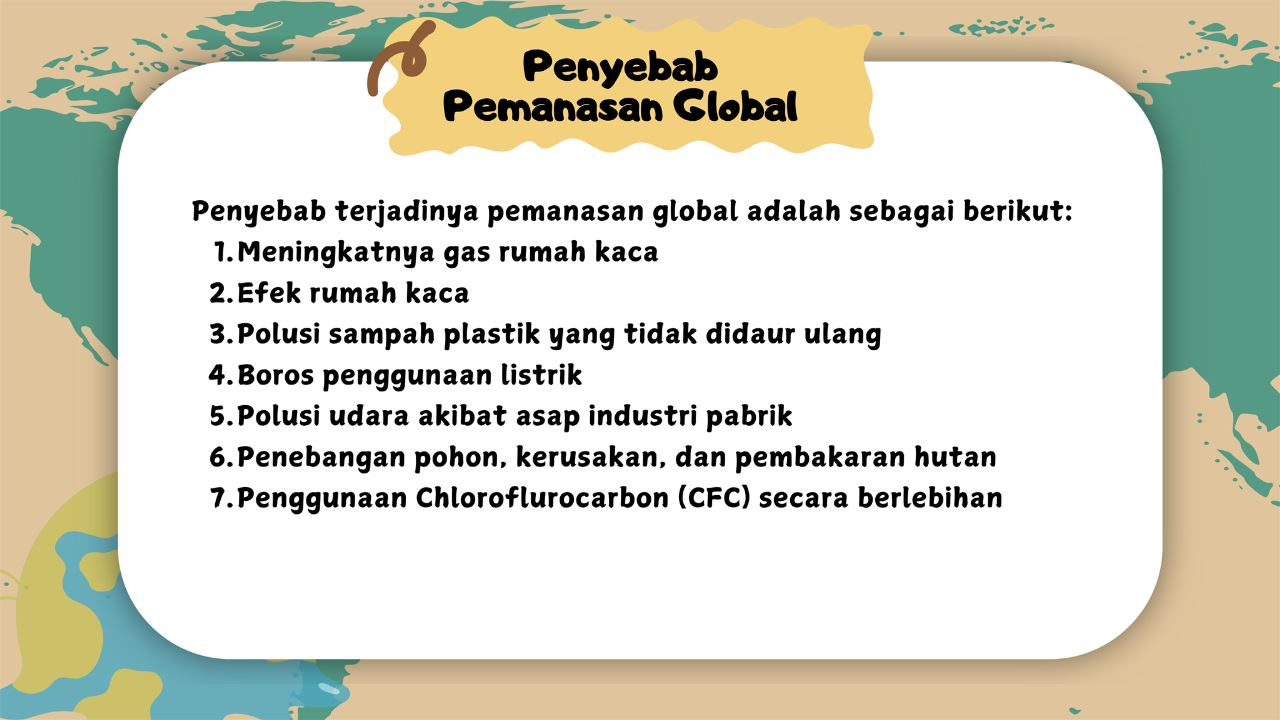 Penyebab
Pemanasan Global
Penyebab terjadinya pemanasan global adalah sebagai berikut:
1. Meningkatnya gas rumah kaca
2. Efek rumah kaca
3. Polusi sampah plastik yang tidak didaur ulang
4. Boros penggunaan listrik
5. Polusi udara akibat asap industri pabrik
6. Penebangan pohon, kerusakan, dan pembakaran hutan
7. Penggunaan Chloroflurocarbon (CFC) secara berlebihan